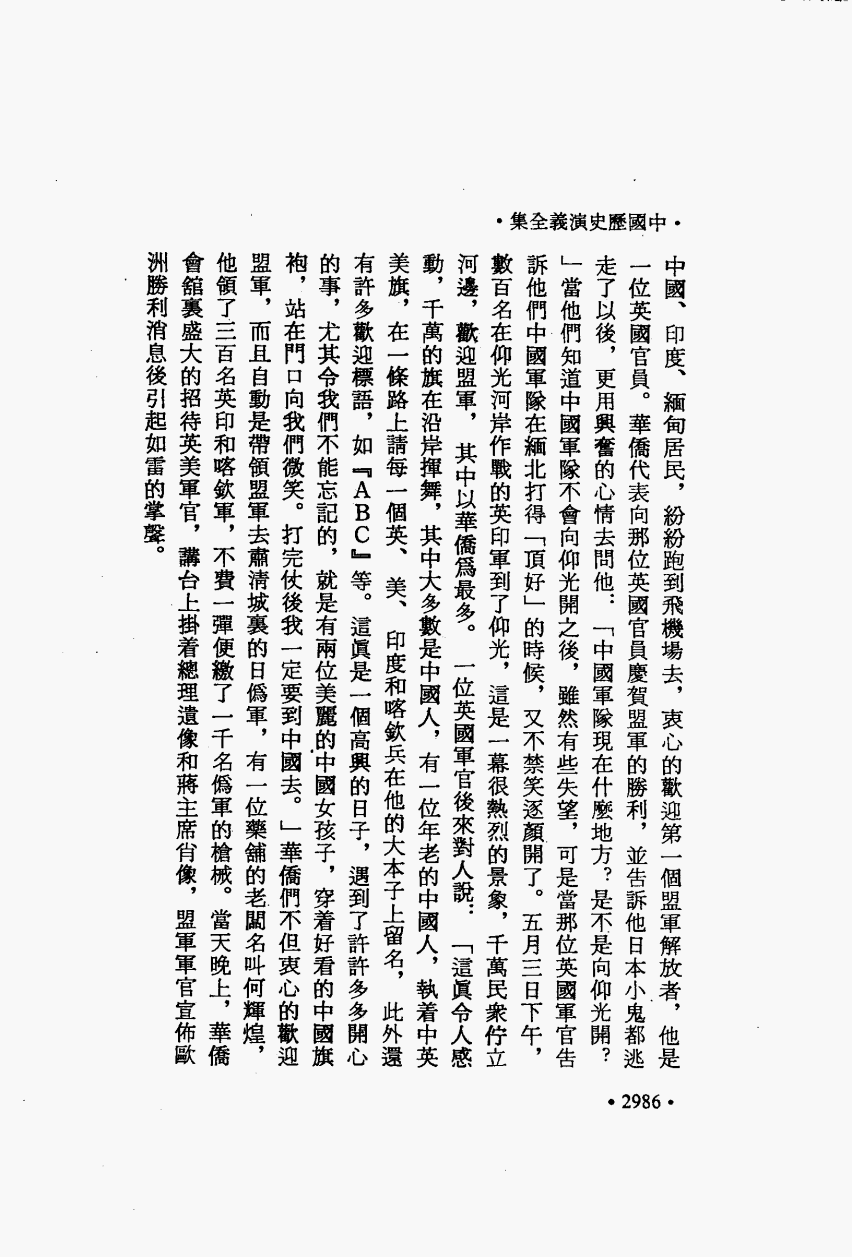 •中國歷史演義全集•
中國、印度、緬甸居民，紛紛跑到飛機場去，衷心的歡迎第一個盟軍解放者，他是
一位英國官員。華僑代表向那位英國官員慶賀盟軍的勝利，並告訴他日本小鬼都逃
走了以後，更用興奮的心情去問他：「中國軍隊現在什麼地方？是不是向仰光開？
」當他們知道中國軍隊不會向仰光開之後，雖然有些失望，可是當那位英國軍官告
訴他們中國軍隊在緬北打得「頂好」的時候，又不禁笑逐顏開了。五月三日下午，
數百名在仰光河岸作戰的英印軍到了仰光，這是一幕很熱烈的景象，千萬民衆佇立
河邊，歡迎盟軍，其中以華僑爲最多。一位英國軍官後來對人說：「這眞令人感
動，千萬的旗在沿岸揮舞，其中大多數是中國人，有一位年老的中國人，執着中英
美旗，在一條路上請每一個英、美、印度和喀欽兵在他的大本子上留名，此外還
有許多歡迎標語，如『ABC』等。這眞是一個高興的日子，遇到了許許多多開心
的事，尤其令我們不能忘記的，就是有兩位美麗的中國女孩子，穿着好看的中國旗
袍，站在門口向我們微笑。打完仗後我一定要到中國去。」華僑們不但衷心的歡迎
盟軍，而且自動是帶領盟軍去肅清城裏的日僞軍，有一位藥舖的老闆名叫何輝煌，
他領了三百名英印和喀欽軍，不費一彈便繳了一千名僞軍的槍械。當天晚上，華僑
會舘裏盛大的招待英美軍官，講台上掛着總理遺像和蔣主席肖像，盟軍軍官宣佈歐
洲勝利消息後引起如雷的掌聲。
•2986•